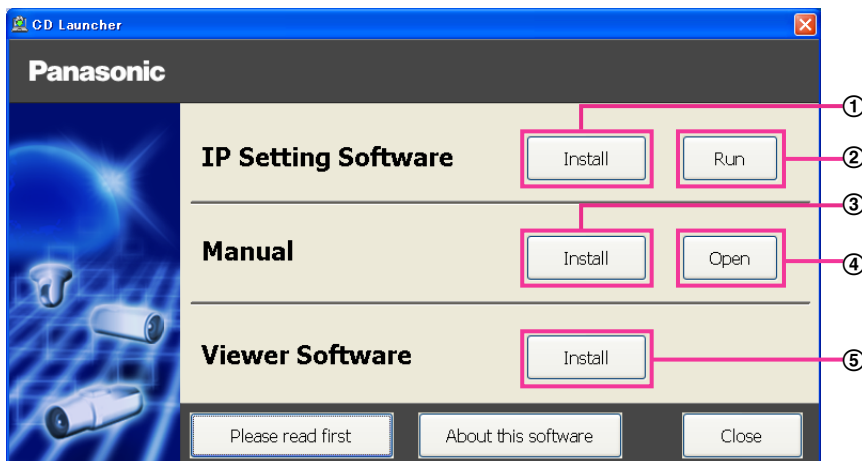 CD Launcher
Panasonic
①
IP Setting Software Install Run ②
③
Manual Install Open ④
Viewer Software Install ⑤
Please read first About this software Close